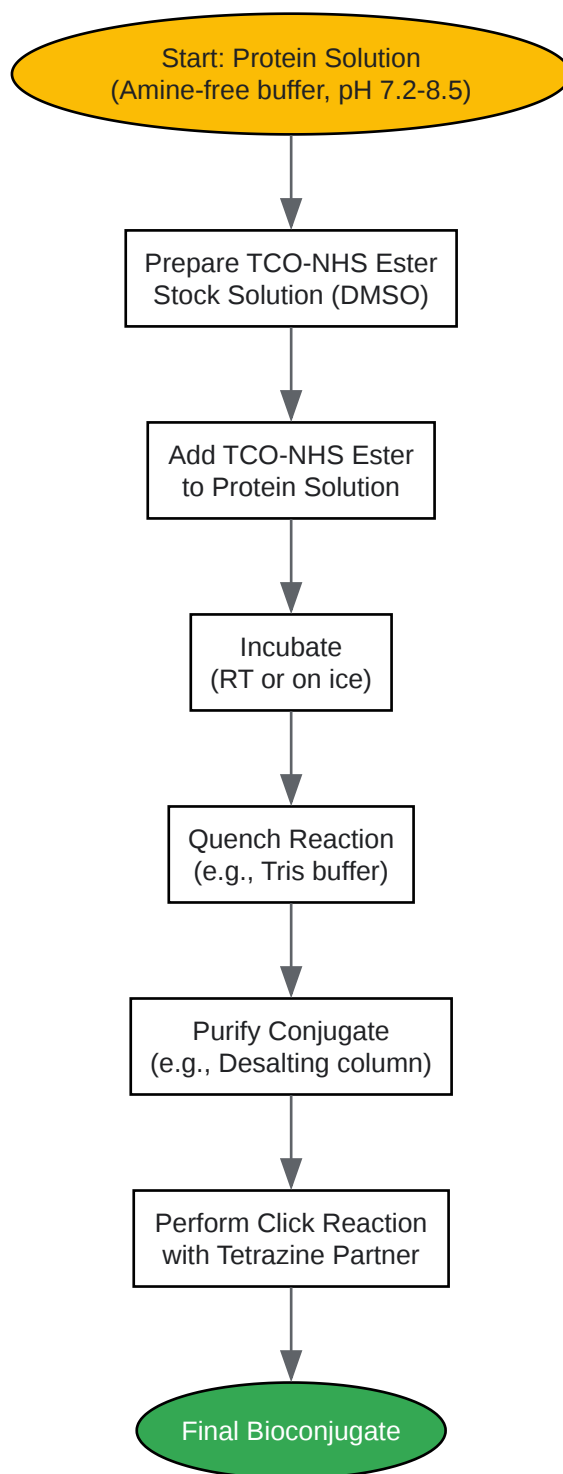 Start: Protein Solution
(Amine-free buffer, pH 7.2-8.5)
Prepare TCO-NHS Ester
Stock Solution (DMSO)
Add TCO-NHS Ester
to Protein Solution
Incubate
(RT or on ice)
Quench Reaction
(e.g., Tris buffer)
Purify Conjugate
(e.g., Desalting column)
Perform Click Reaction
with Tetrazine Partner
Final Bioconjugate